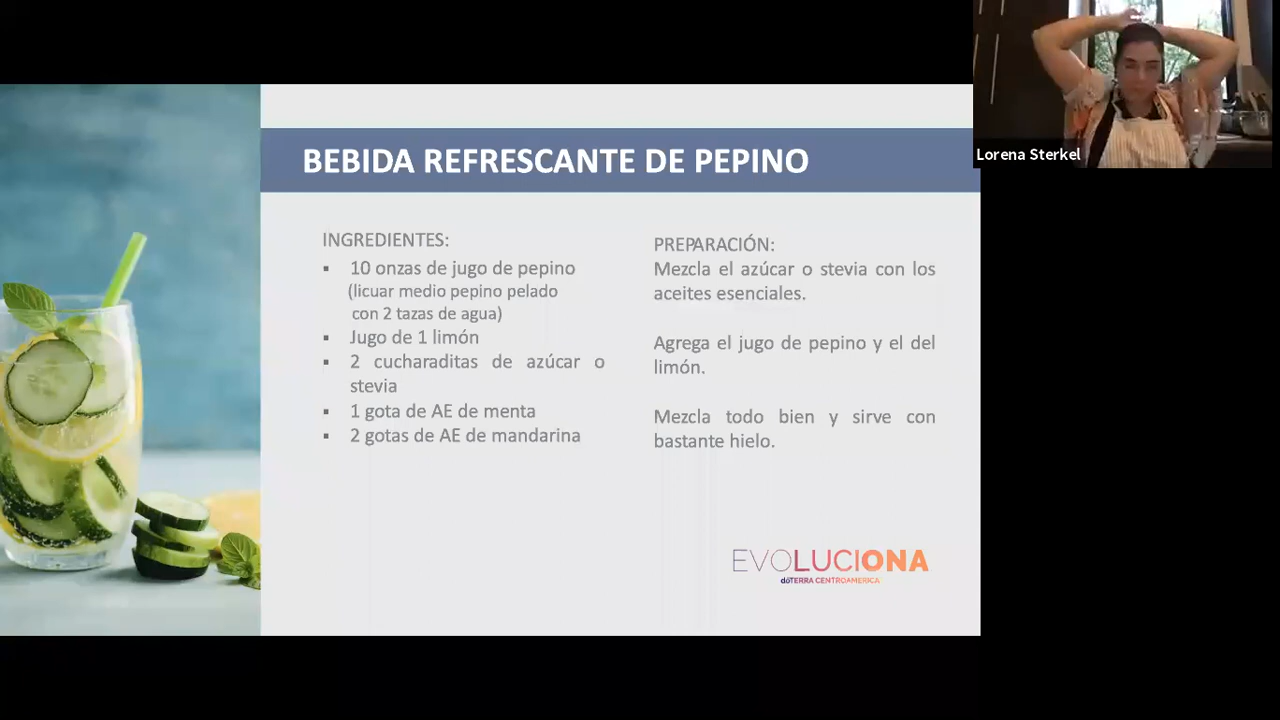 Lorena Sterkel
BEBIDA REFRESCANTE DE PEPINO
INGREDIENTES:
▪ 10 onzas de jugo de pepino
(licuar medio pepino pelado
con 2 tazas de agua)
▪ Jugo de 1 limón
▪ 2 cucharaditas de azúcar o
stevia
▪ 1 gota de AE de menta
▪ 2 gotas de AE de mandarina
PREPARACIÓN:
Mezcla el azúcar o stevia con los
aceites esenciales.
Agrega el jugo de pepino y el del
limón.
Mezcla todo bien y sirve con
bastante hielo.
EVOLUCIONA
dōTERRA CENTROAMERICA